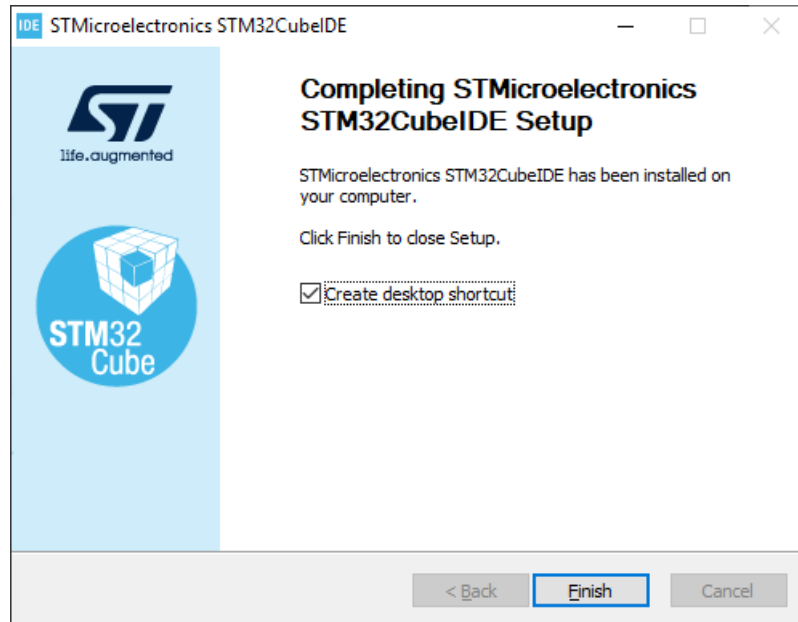 IDE STMicroelectronics STM32CubeIDE
ST
life.augmented
STM32
Cube
Completing STMicroelectronics
STM32CubeIDE Setup
STMicroelectronics STM32CubeIDE has been installed on
your computer.
Click Finish to close Setup.
Create desktop shortcut
< Back
Finish
Cancel